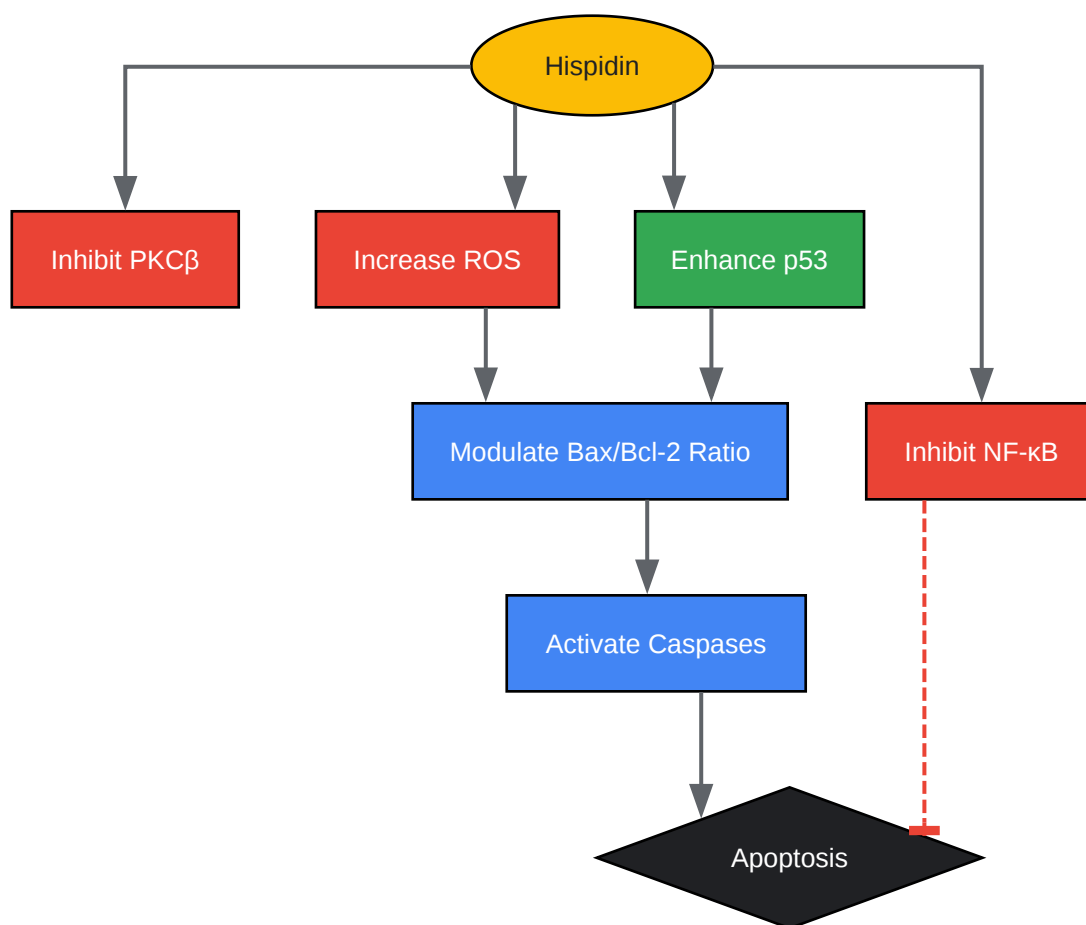 Hispidin
Inhibit PKCβ
Increase ROS
Enhance p53
Modulate Bax/Bcl-2 Ratio
Inhibit NF-κB
Activate Caspases
Apoptosis